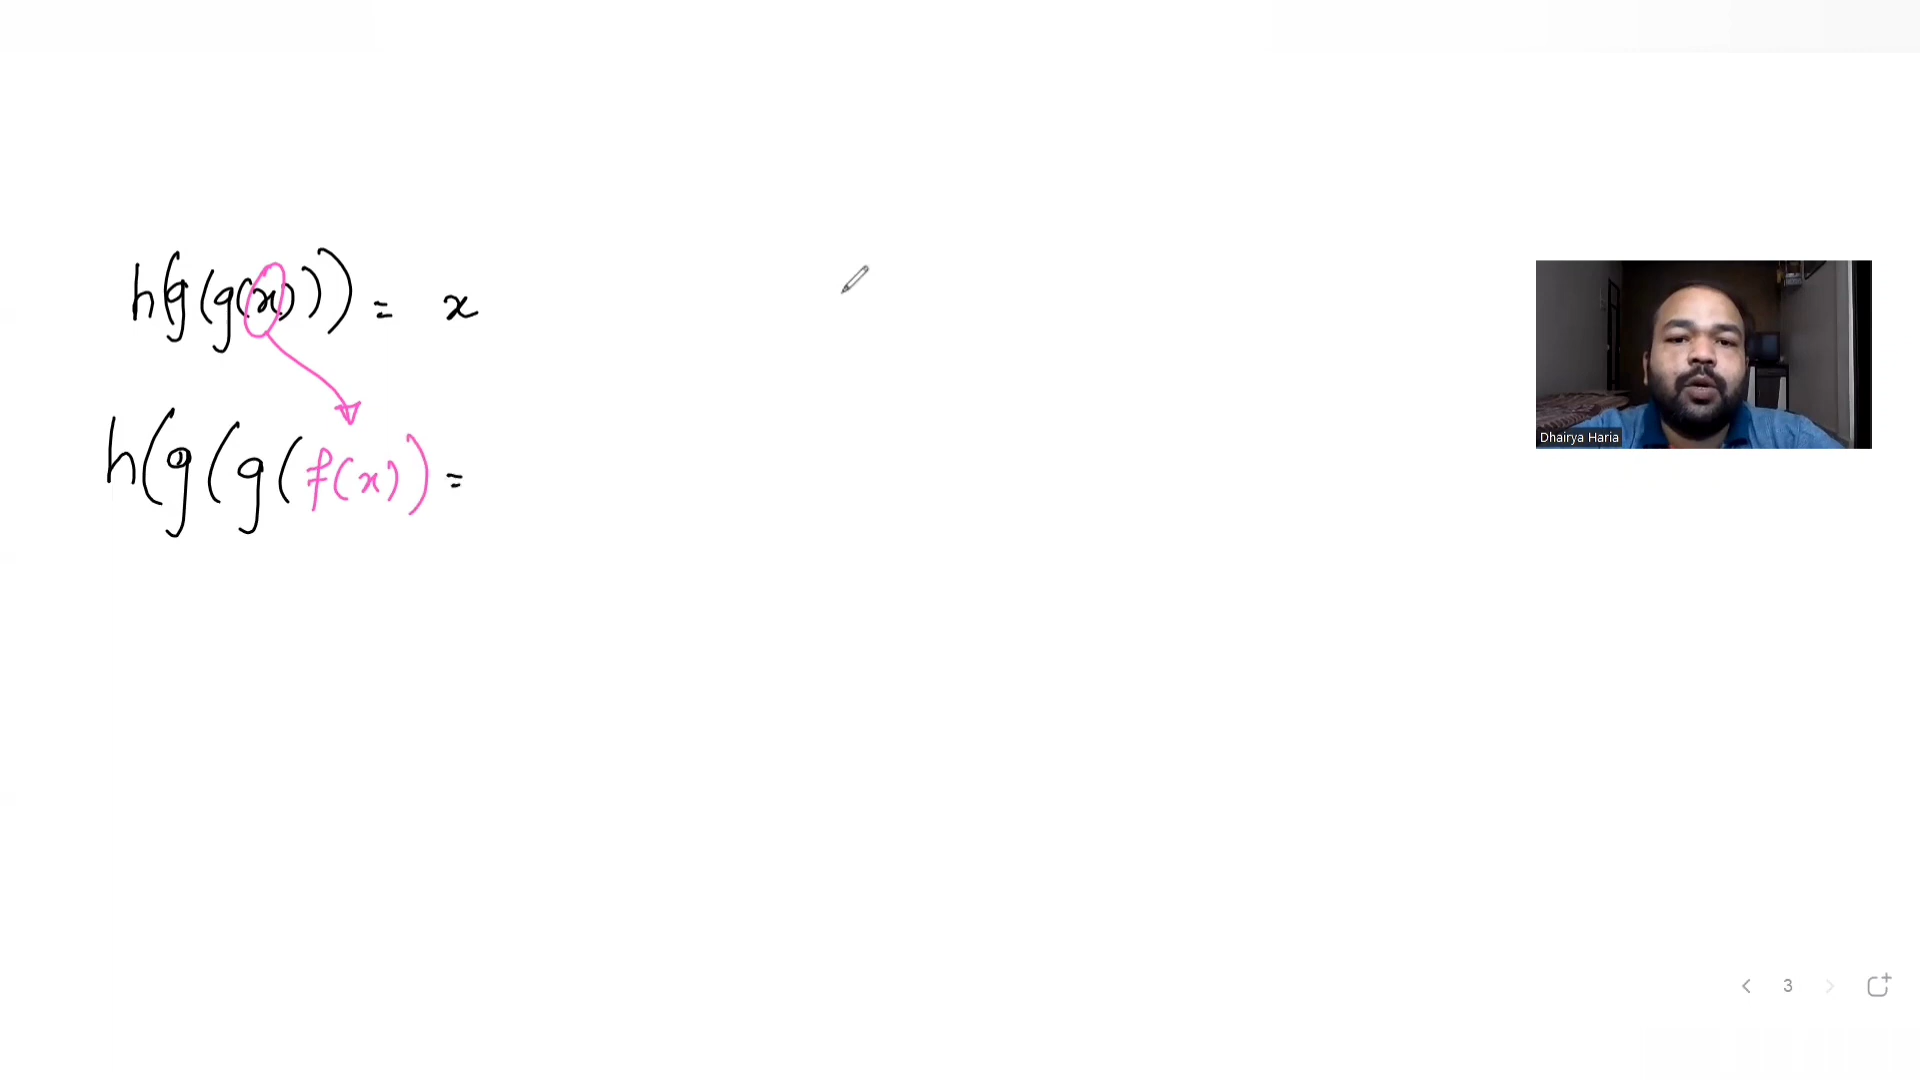 h(g(g(x))) = x
h(g(g(f(x)) =
Dhairya Haria
3